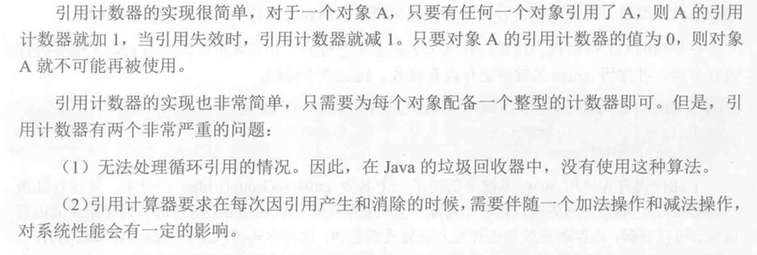 引用计数器的实现很简单，对于一个对象 A，只要有任何一个对象引用了 A，则 A 的引用
计数器就加 1，当引用失效时，引用计数器就减 1。只要对象 A 的引用计数器的值为 0，则对象
A 就不可能再被使用。
引用计数器的实现也非常简单，只需要为每个对象配备一个整型的计数器即可。但是，引
用计数器有两个非常严重的问题：
（1）无法处理循环引用的情况。因此，在 Java 的垃圾回收器中，没有使用这种算法。
（2）引用计算器要求在每次因引用产生和消除的时候，需要伴随一个加法操作和减法操作，
对系统性能会有一定的影响。